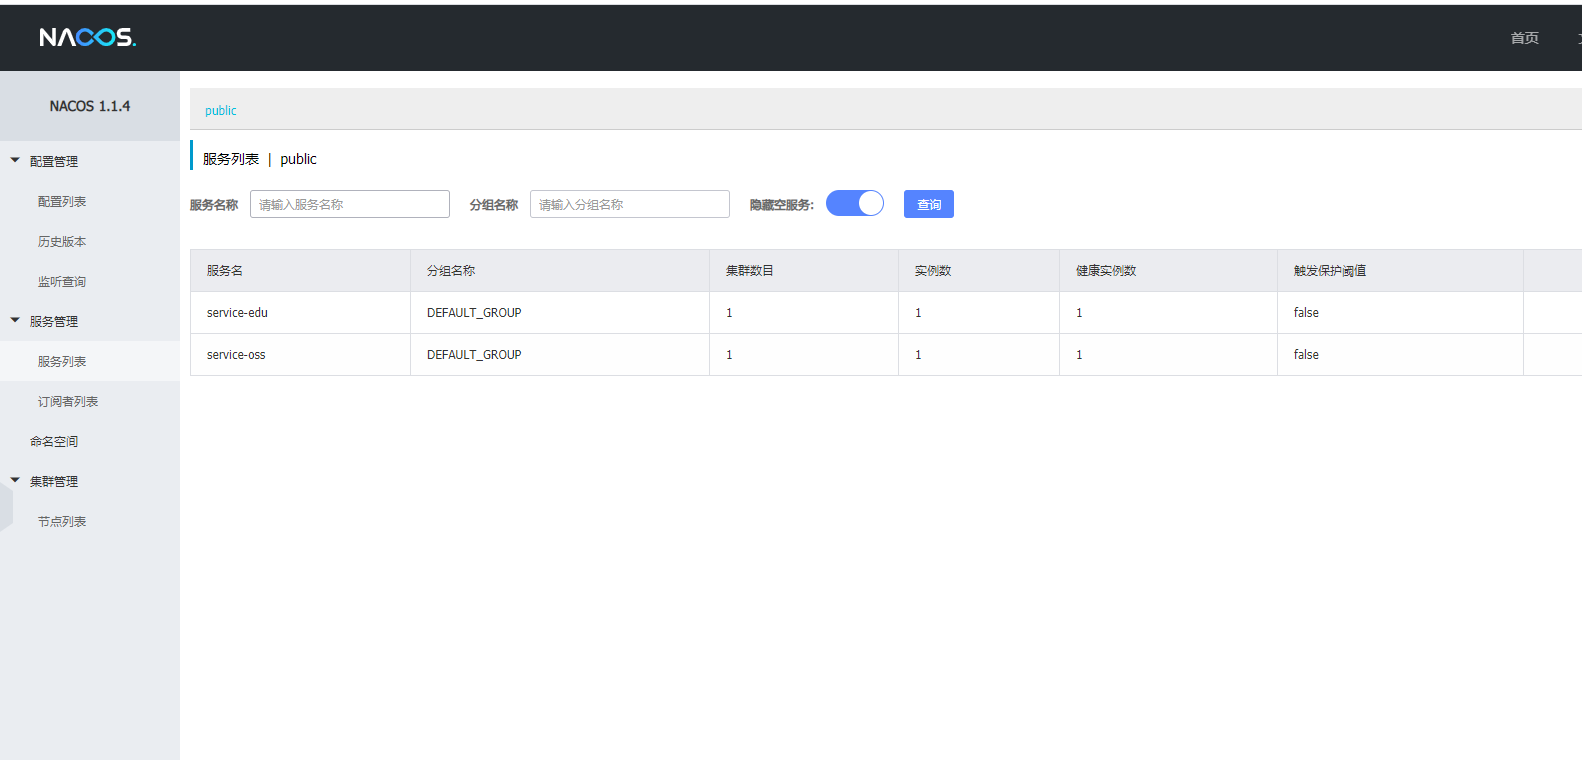 NACOS.
首页
NACOS 1.1.4
配置管理
配置列表
历史版本
监听查询
服务管理
服务列表
订阅者列表
命名空间
集群管理
节点列表
public
服务列表 | public
服务名称 请输入服务名称 分组名称 请输入分组名称 隐藏空服务: 查询
服务名 分组名称 集群数目 实例数 健康实例数 触发保护阈值
service-edu DEFAULT_GROUP 1 1 1 false
service-oss DEFAULT_GROUP 1 1 1 false